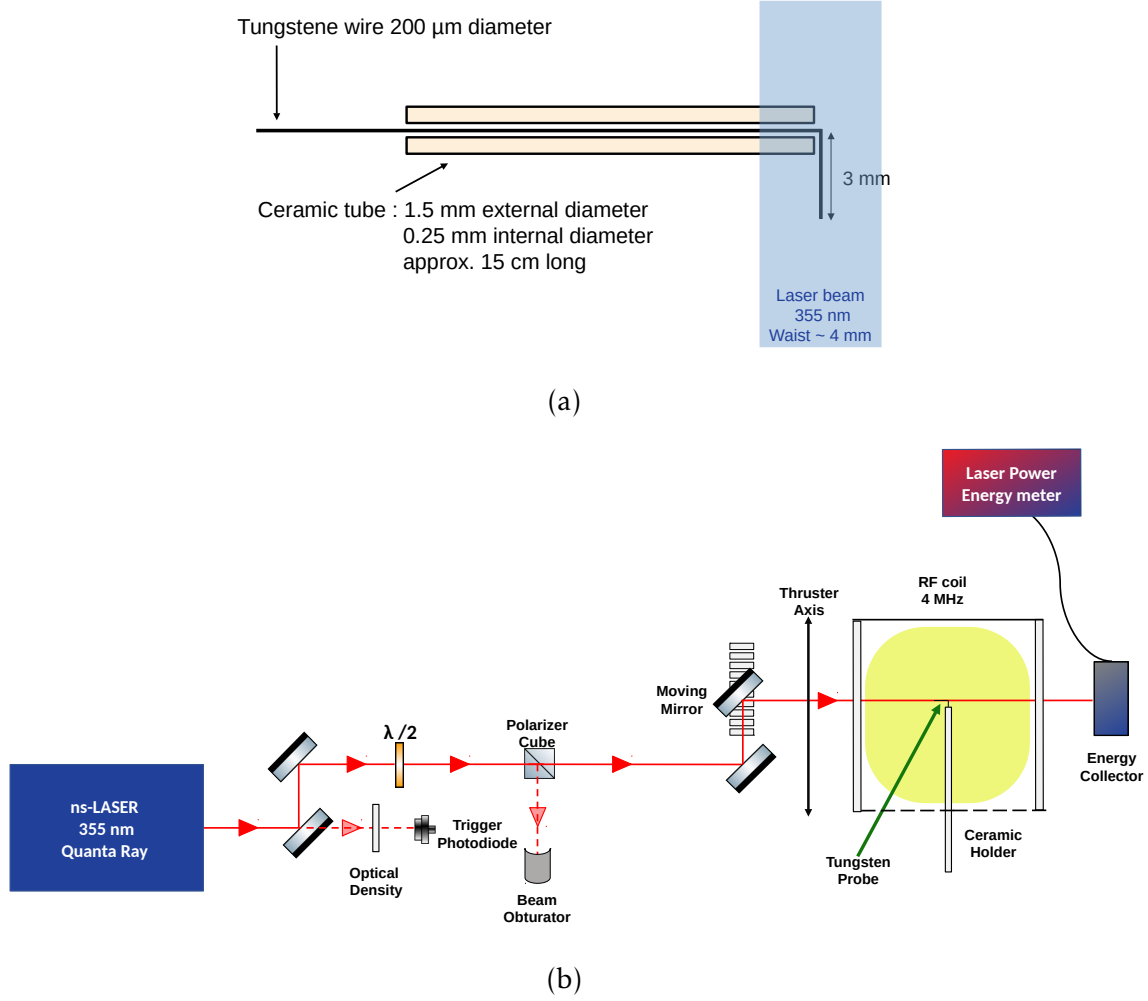 Tungstene wire 200 µm diameter
3 mm
Ceramic tube : 1.5 mm external diameter
0.25 mm internal diameter
approx. 15 cm long
Laser beam
355 nm
Waist ~ 4 mm
(a)
Laser Power
Energy meter
RF coil
4 MHz
Thruster
Axis
Moving
Mirror
Polarizer
Cube
λ /2
Energy
Collector
ns-LASER
355 nm
Quanta Ray
Trigger
Photodiode
Optical
Density
Beam
Obturator
Tungsten
Probe
Ceramic
Holder
(b)